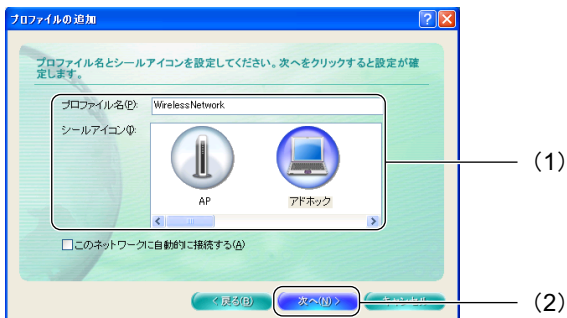 プロファイルの追加
プロファイル名とシールアイコンを設定してください。次へをクリックすると設定が確
定します。
プロファイル名(P):
WirelessNetwork
シールアイコン(I):
AP
アドホック
(1)
このネットワークに自動的に接続する(A)
< 戻る(B)
次へ(N) >
キャンセル
(2)